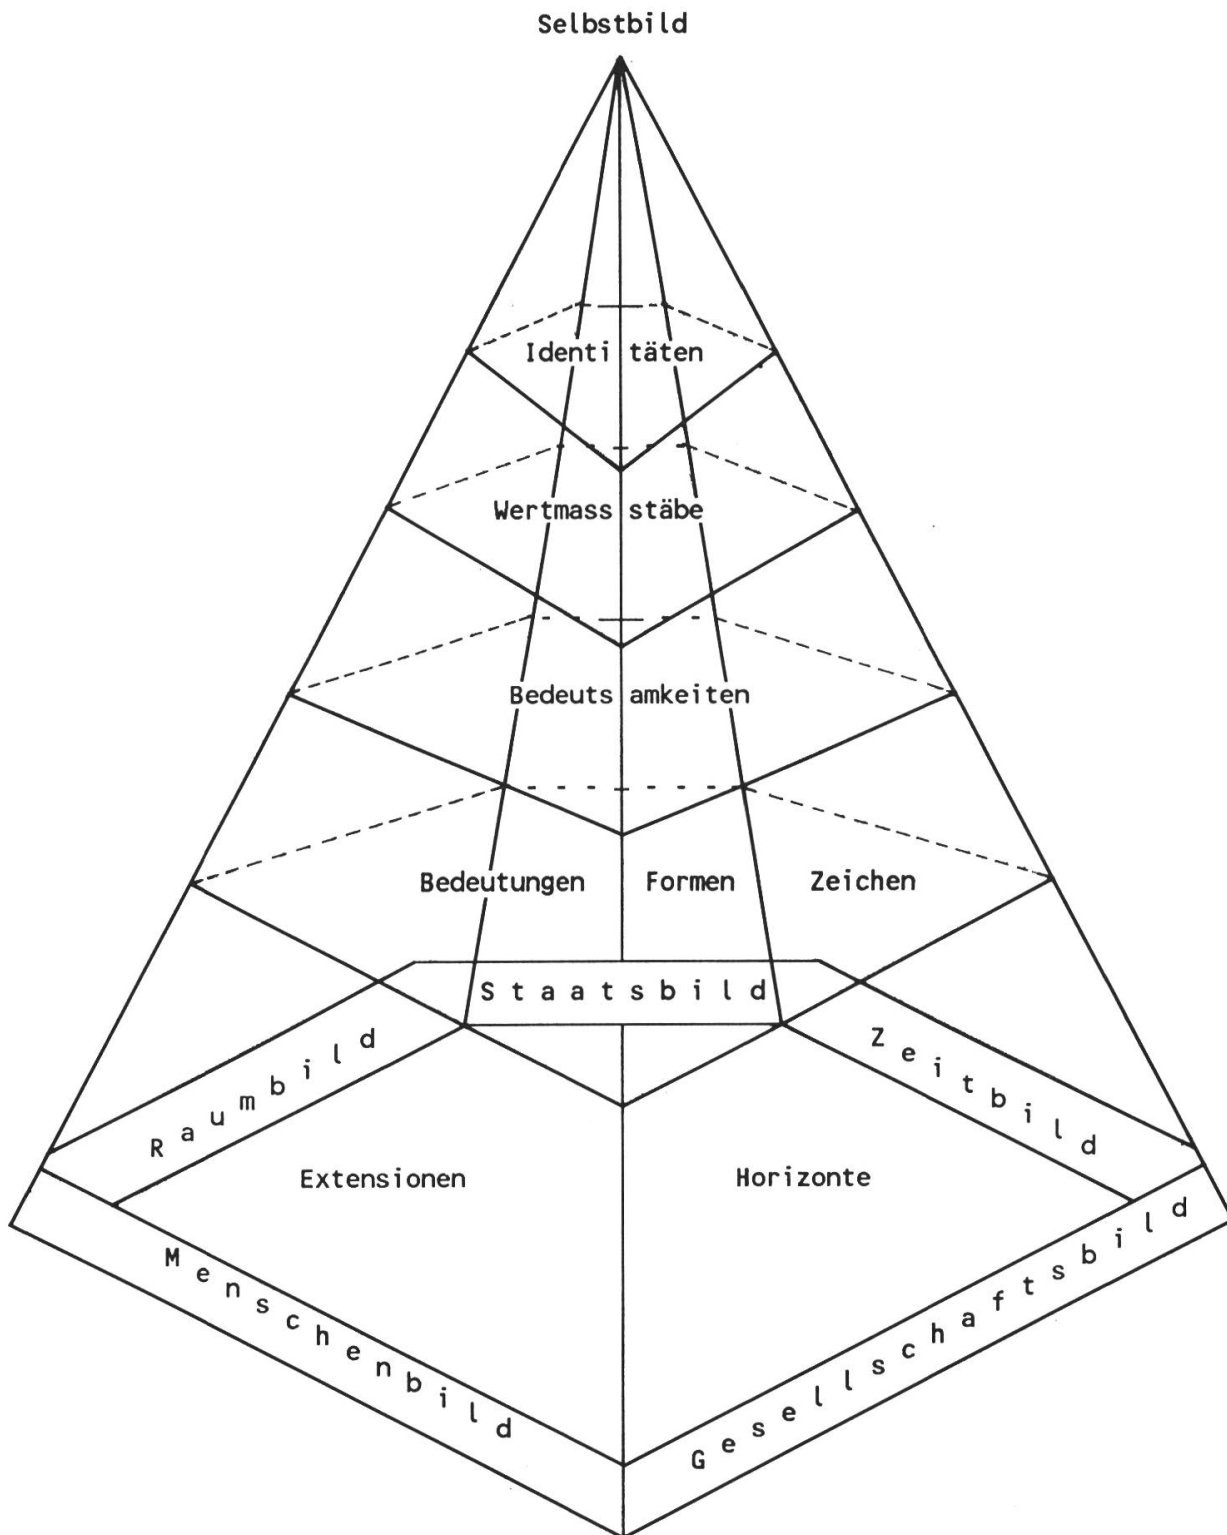 Selbstbild
Identi täten
Wertmass stäbe
Bedeuts amkeiten
Bedeutungen Formen Zeichen
Staatsbild
Raumbild
Zeitbild
Extensionen Horizonte
Menschenbild
Gesellschaftsbild